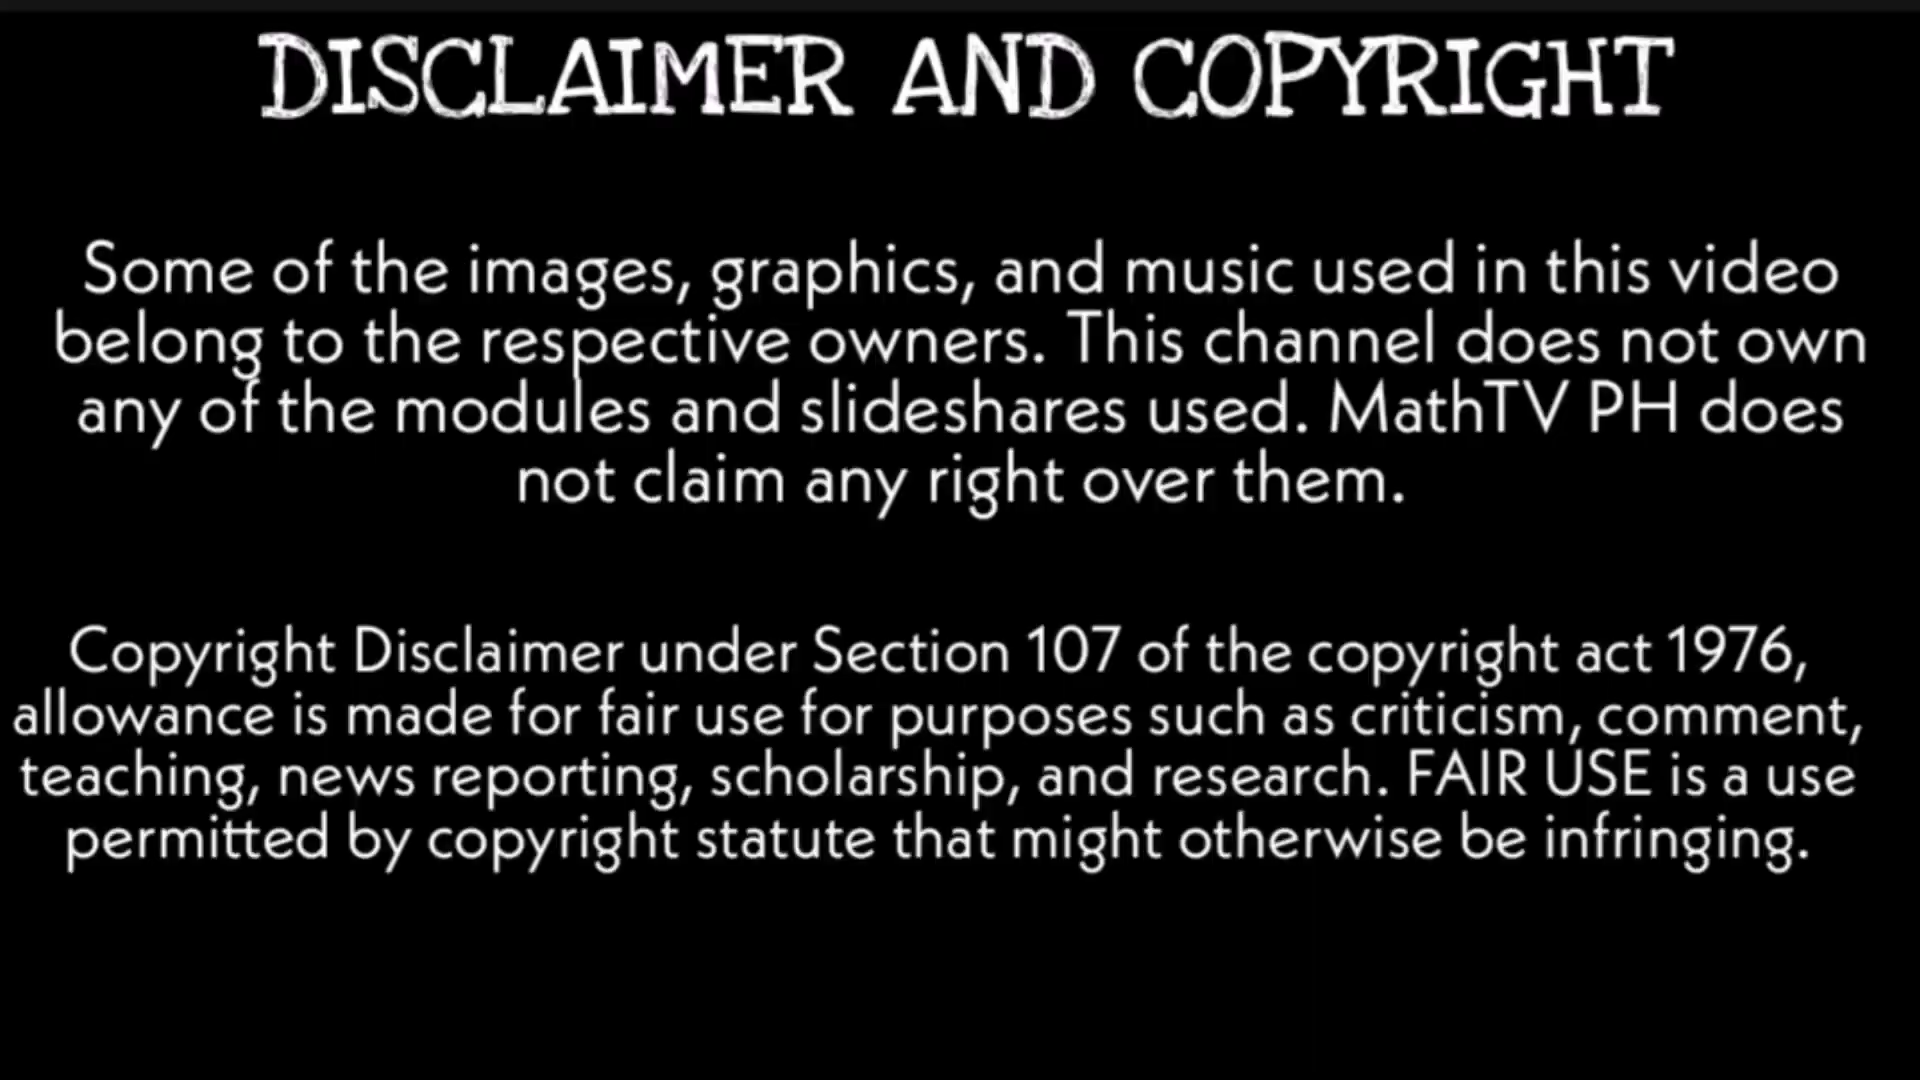 DISCLAIMER AND COPYRIGHT
Some of the images, graphics, and music used in this video
belong to the respective owners. This channel does not own
any of the modules and slideshares used. MathTV PH does
not claim any right over them.
Copyright Disclaimer under Section 107 of the copyright act 1976,
allowance is made for fair use for purposes such as criticism, comment,
teaching, news reporting, scholarship, and research. FAIR USE is a use
permitted by copyright statute that might otherwise be infringing.